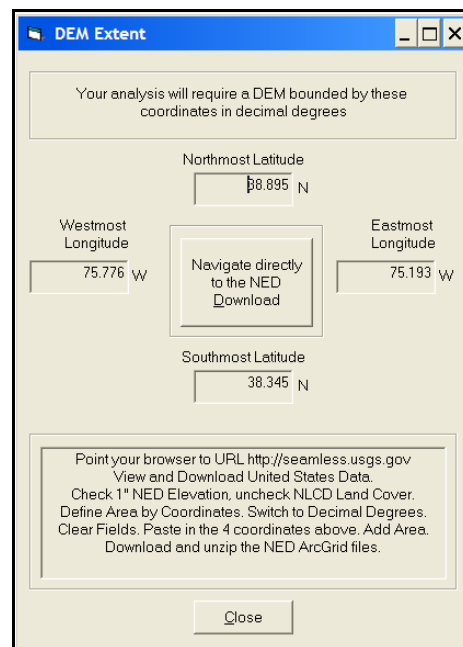 DEM Extent
Your analysis will require a DEM bounded by these
coordinates in decimal degrees
Northmost Latitude
38.895 N
Westmost
Longitude
75.776 W
Navigate directly
to the NED
Download
Eastmost
Longitude
75.193 W
Southmost Latitude
38.345 N
Point your browser to URL http://seamless.usgs.gov
View and Download United States Data.
Check 1" NED Elevation, uncheck NLCD Land Cover.
Define Area by Coordinates. Switch to Decimal Degrees.
Clear Fields. Paste in the 4 coordinates above. Add Area.
Download and unzip the NED ArcGrid files.
Close